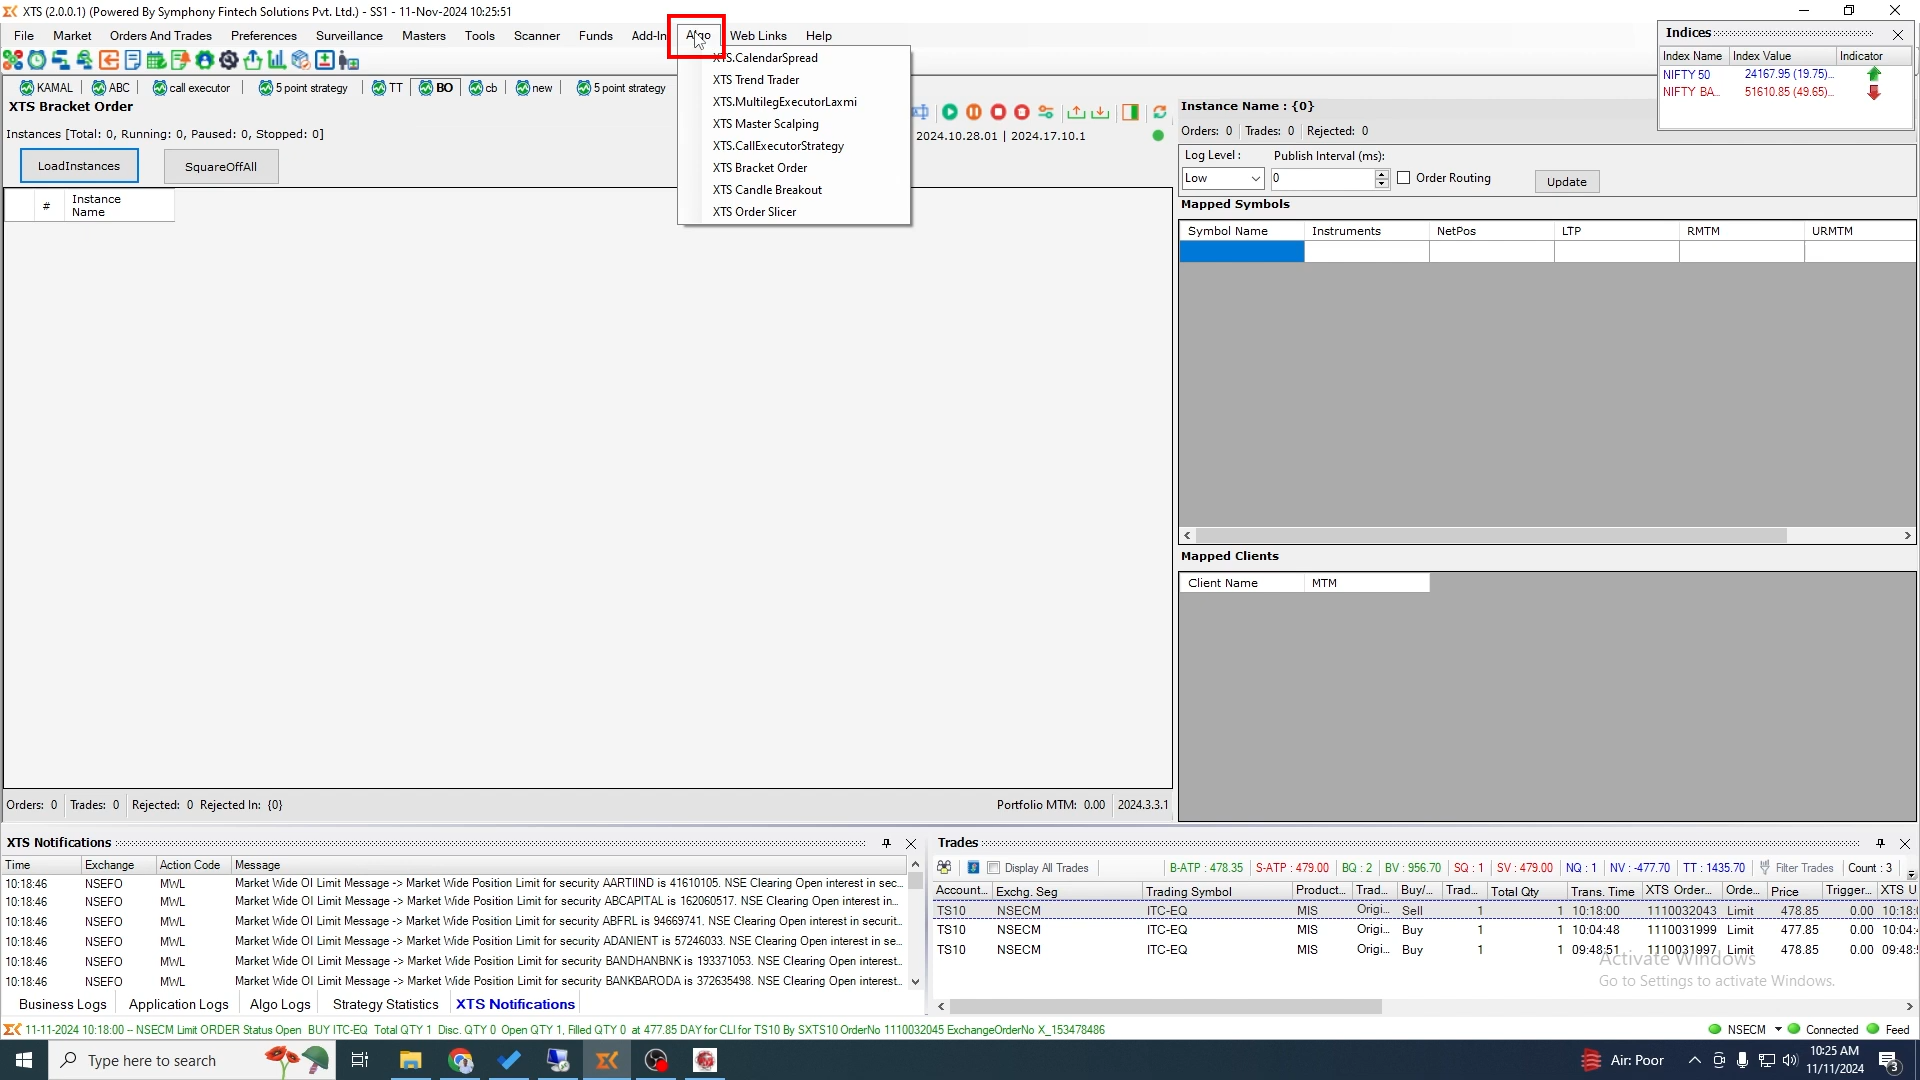 XTS (2.0.0.1) (Powered By Symphony Fintech Solutions Pvt. Ltd.) - SS1 - 11-Nov-2024 10:25:51
File Market Orders And Trades Preferences Surveillance Masters Tools Scanner Funds Add-In Algo Web Links Help
XTS.CalendarSpread
XTS Trend Trader
XTS.MultilegExecutorLaxmi
XTS Master Scalping
XTS.CallExecutorStrategy
XTS Bracket Order
XTS Candle Breakout
XTS Order Slicer
Indices
Index Name Index Value Indicator
NIFTY 50 24167.95 (19.75)...
NIFTY BA... 51610.85 (49.65)...
KAMAL ABC call executor 5 point strategy TT BO cb new 5 point strategy
XTS Bracket Order
Instances [Total: 0, Running: 0, Paused: 0, Stopped: 0]
2024.10.28.01 | 2024.17.10.1
LoadInstances SquareOffAll
# Instance Name
Instance Name : {0}
Orders: 0 Trades: 0 Rejected: 0
Log Level : Publish Interval (ms):
Low 0 Order Routing Update
Mapped Symbols
Symbol Name Instruments NetPos LTP RMTM URMTM
Mapped Clients
Client Name MTM
Orders: 0 Trades: 0 Rejected: 0 Rejected In: {0} Portfolio MTM: 0.00 2024.3.3.1
XTS Notifications
Time Exchange Action Code Message
10:18:46 NSEFO MWL Market Wide OI Limit Message -> Market Wide Position Limit for security AARTIIND is 41610105. NSE Clearing Open interest in sec...
10:18:46 NSEFO MWL Market Wide OI Limit Message -> Market Wide Position Limit for security ABCAPITAL is 162060517. NSE Clearing Open interest in...
10:18:46 NSEFO MWL Market Wide OI Limit Message -> Market Wide Position Limit for security ABFRL is 94669741. NSE Clearing Open interest in securit...
10:18:46 NSEFO MWL Market Wide OI Limit Message -> Market Wide Position Limit for security ADANIENT is 57246033. NSE Clearing Open interest in se...
10:18:46 NSEFO MWL Market Wide OI Limit Message -> Market Wide Position Limit for security BANDHANBNK is 193371053. NSE Clearing Open interest...
10:18:46 NSEFO MWL Market Wide OI Limit Message -> Market Wide Position Limit for security BANKBARODA is 372635498. NSE Clearing Open interest...
Business Logs Application Logs Algo Logs Strategy Statistics XTS Notifications
Trades
Display All Trades B-ATP : 478.35 S-ATP : 479.00 BQ : 2 BV : 956.70 SQ : 1 SV : 479.00 NQ : 1 NV : -477.70 TT : 1435.70 Filter Trades Count : 3
Account... Exchg. Seg Trading Symbol Product... Trad... Buy/... Trad... Total Qty Trans. Time XTS Order... Orde... Price Trigger... XTS U
TS10 NSECM ITC-EQ MIS Origi... Sell 1 1 10:18:00 1110032043 Limit 478.85 0.00 10:18:
TS10 NSECM ITC-EQ MIS Origi... Buy 1 1 10:04:48 1110031999 Limit 477.85 0.00 10:04:
TS10 NSECM ITC-EQ MIS Origi... Buy 1 1 09:48:51 1110031997 Limit 478.85 0.00 09:48:
Activate Windows
Go to Settings to activate Windows.
11-11-2024 10:18:00 -- NSECM Limit ORDER Status Open BUY ITC-EQ Total QTY 1 Disc. QTY 0 Open QTY 1, Filled QTY 0 at 477.85 DAY for CLI for TS10 By SXTS10 OrderNo 1110032045 ExchangeOrderNo X_153478486
NSECM Connected Feed
Type here to search
Air: Poor
10:25 AM
11/11/2024
3